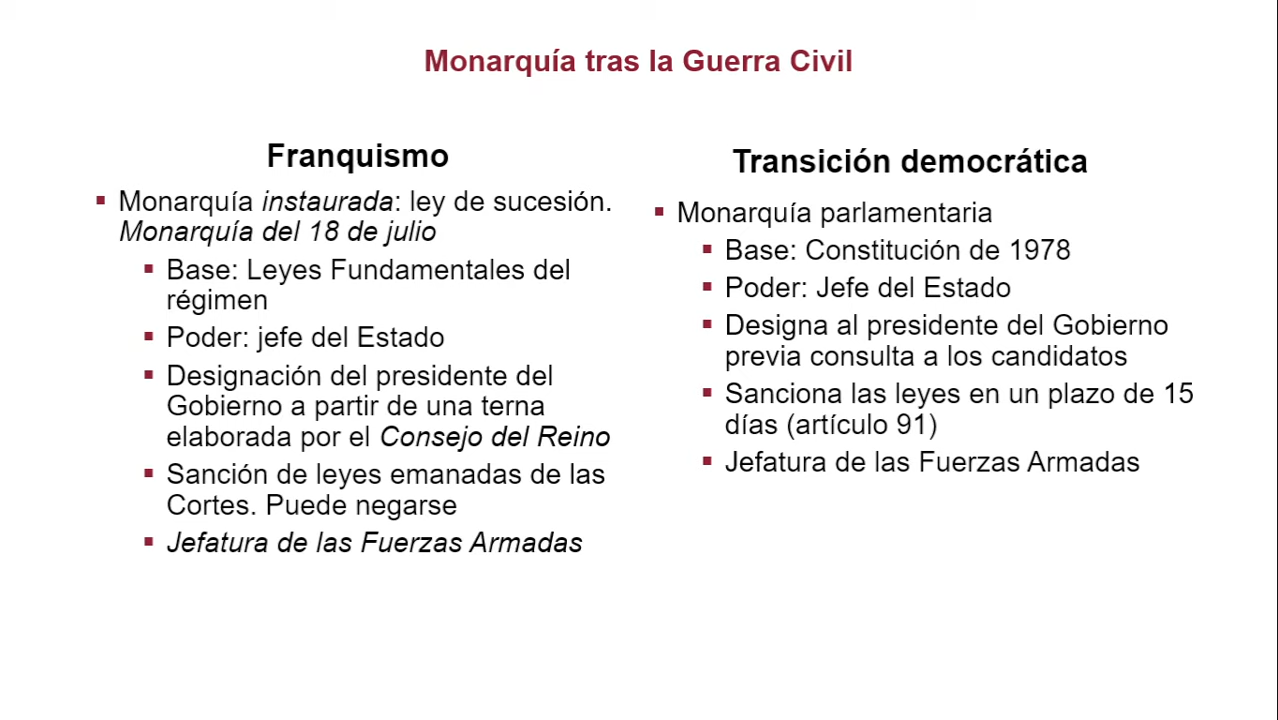 Monarquía tras la Guerra Civil
Franquismo
▪ Monarquía instaurada: ley de sucesión.
Monarquía del 18 de julio
▪ Base: Leyes Fundamentales del
régimen
▪ Poder: jefe del Estado
▪ Designación del presidente del
Gobierno a partir de una terna
elaborada por el Consejo del Reino
▪ Sanción de leyes emanadas de las
Cortes. Puede negarse
▪ Jefatura de las Fuerzas Armadas
Transición democrática
▪ Monarquía parlamentaria
▪ Base: Constitución de 1978
▪ Poder: Jefe del Estado
▪ Designa al presidente del Gobierno
previa consulta a los candidatos
▪ Sanciona las leyes en un plazo de 15
días (artículo 91)
▪ Jefatura de las Fuerzas Armadas